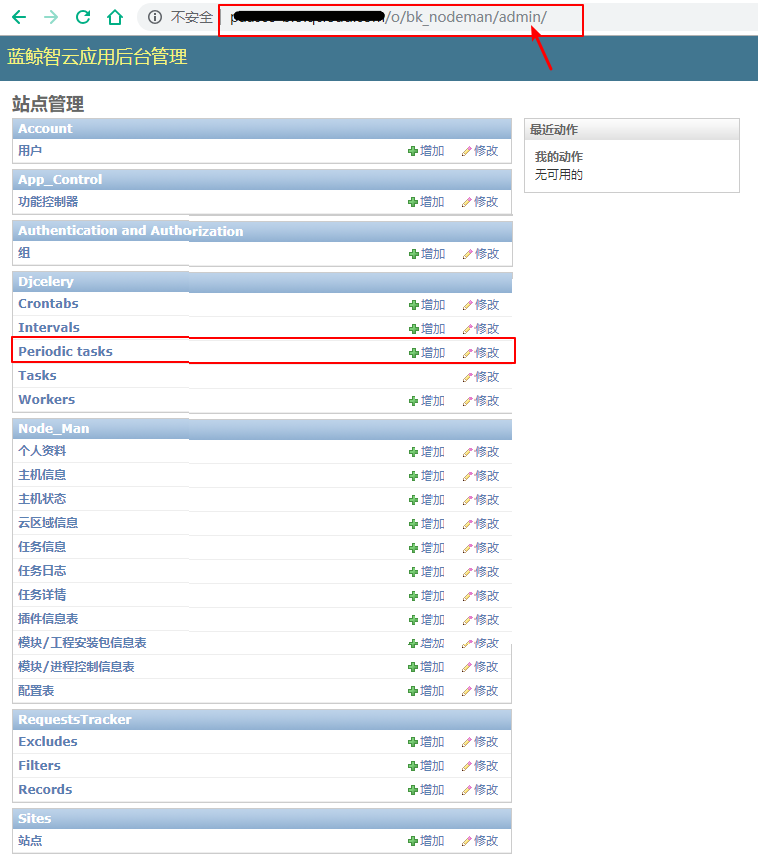 不安全 /o/bk_nodeman/admin/
蓝鲸智云应用后台管理
站点管理
Account
用户 增加 修改
App_Control
功能控制器 增加 修改
Authentication and Authorization
组 增加 修改
Djcelery
Crontabs 增加 修改
Intervals 增加 修改
Periodic tasks 增加 修改
Tasks 修改
Workers 增加 修改
Node_Man
个人资料 增加 修改
主机信息 增加 修改
主机状态 增加 修改
云区域信息 增加 修改
任务信息 增加 修改
任务日志 增加 修改
任务详情 增加 修改
插件信息表 增加 修改
模块/工程安装包信息表 增加 修改
模块/进程控制信息表 增加 修改
配置表 增加 修改
RequestsTracker
Excludes 增加 修改
Filters 增加 修改
Records 增加 修改
Sites
站点 增加 修改
最近动作
我的动作
无可用的